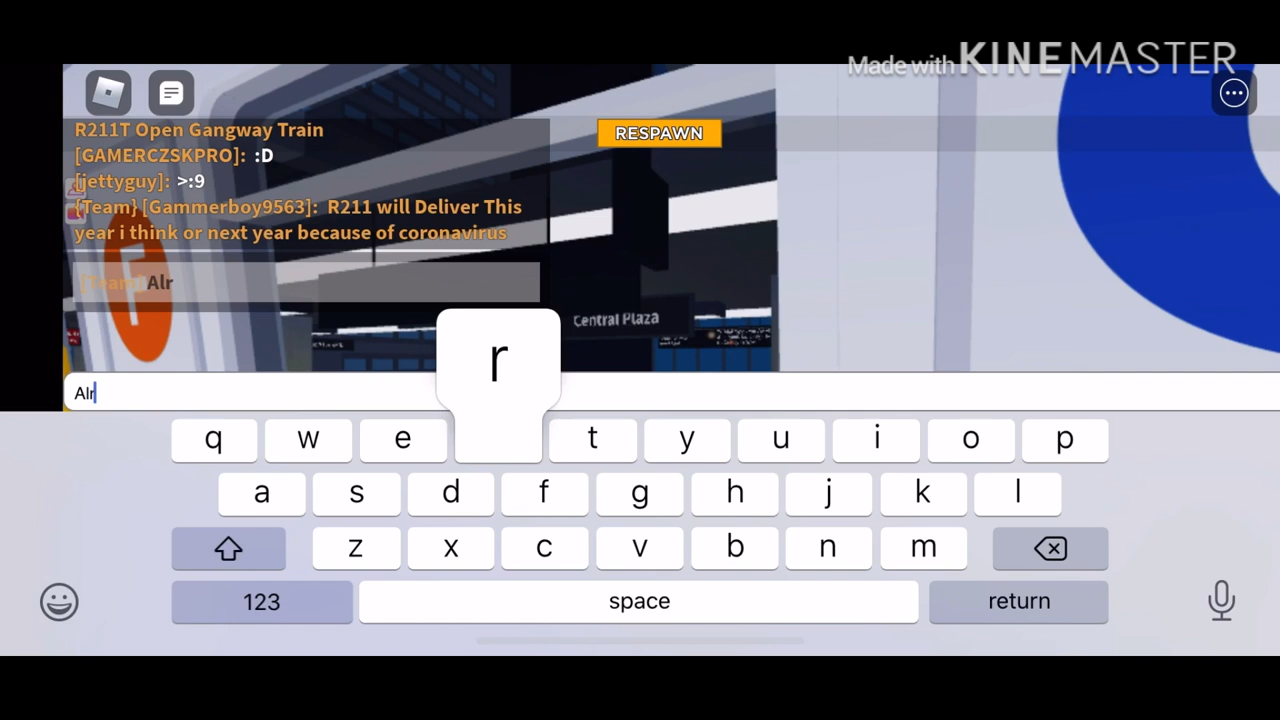 Made with KINEMASTER
R211T Open Gangway Train
RESPAWN
[GAMERCZSKPRO]: :D
[jettyguy]: >:9
{Team} [Gammerboy9563]: R211 will Deliver This
year i think or next year because of coronavirus
[Team] Alr
F
Central Plaza
Alr
r
q w e t y u i o p
a s d f g h j k l
z x c v b n m
123 space return